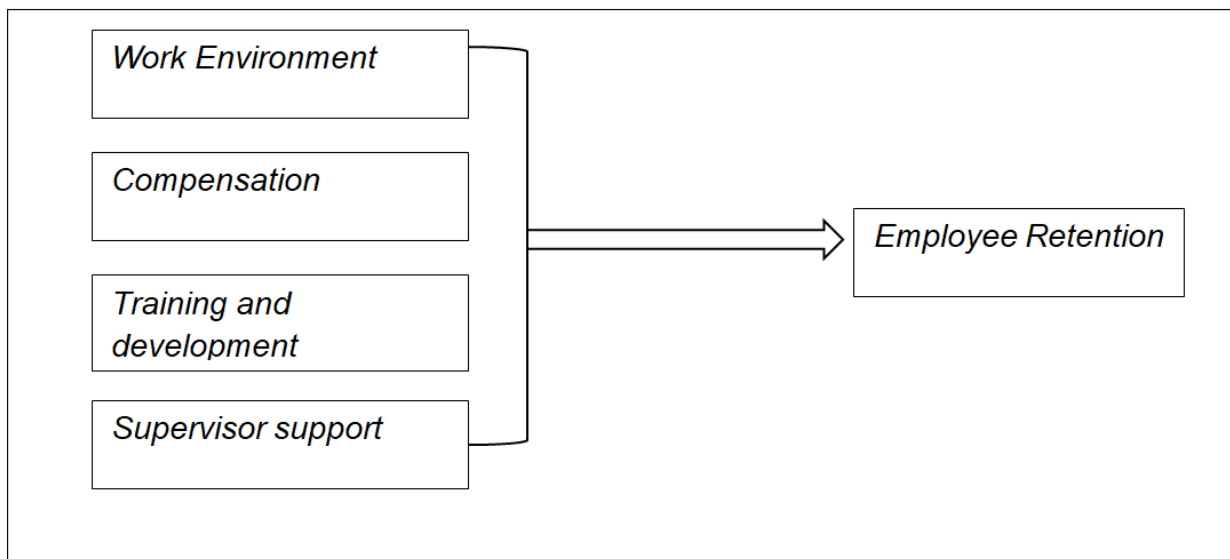 Work Environment
Compensation
Employee Retention
Training and
development
Supervisor support